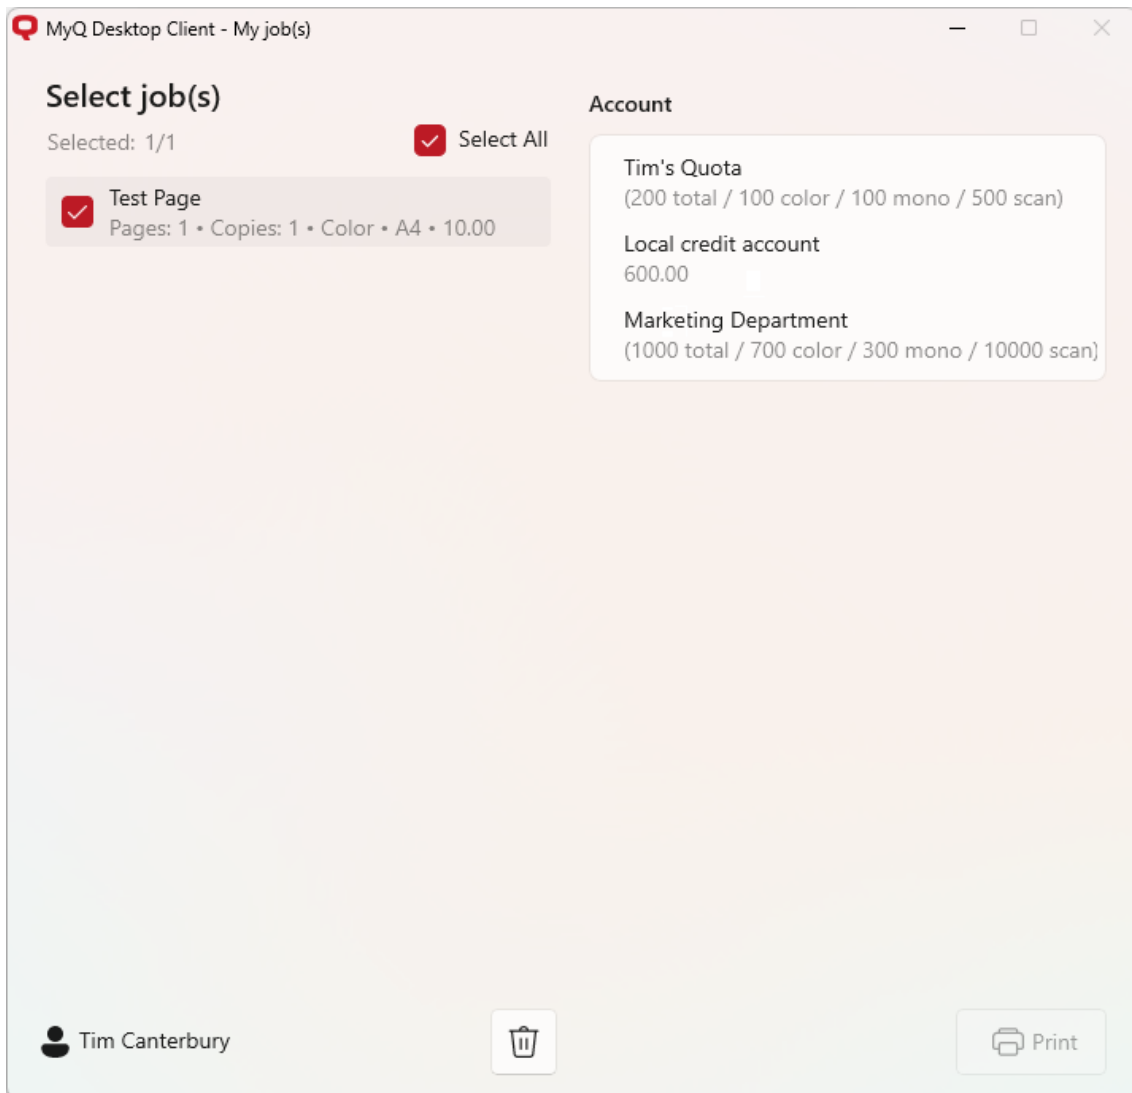 MyQ Desktop Client - My job(s)
Select job(s)
Selected: 1/1
Select All
Test Page
Pages: 1 • Copies: 1 • Color • A4 • 10.00
Account
Tim's Quota
(200 total / 100 color / 100 mono / 500 scan)
Local credit account
600.00
Marketing Department
(1000 total / 700 color / 300 mono / 10000 scan)
Tim Canterbury
Print